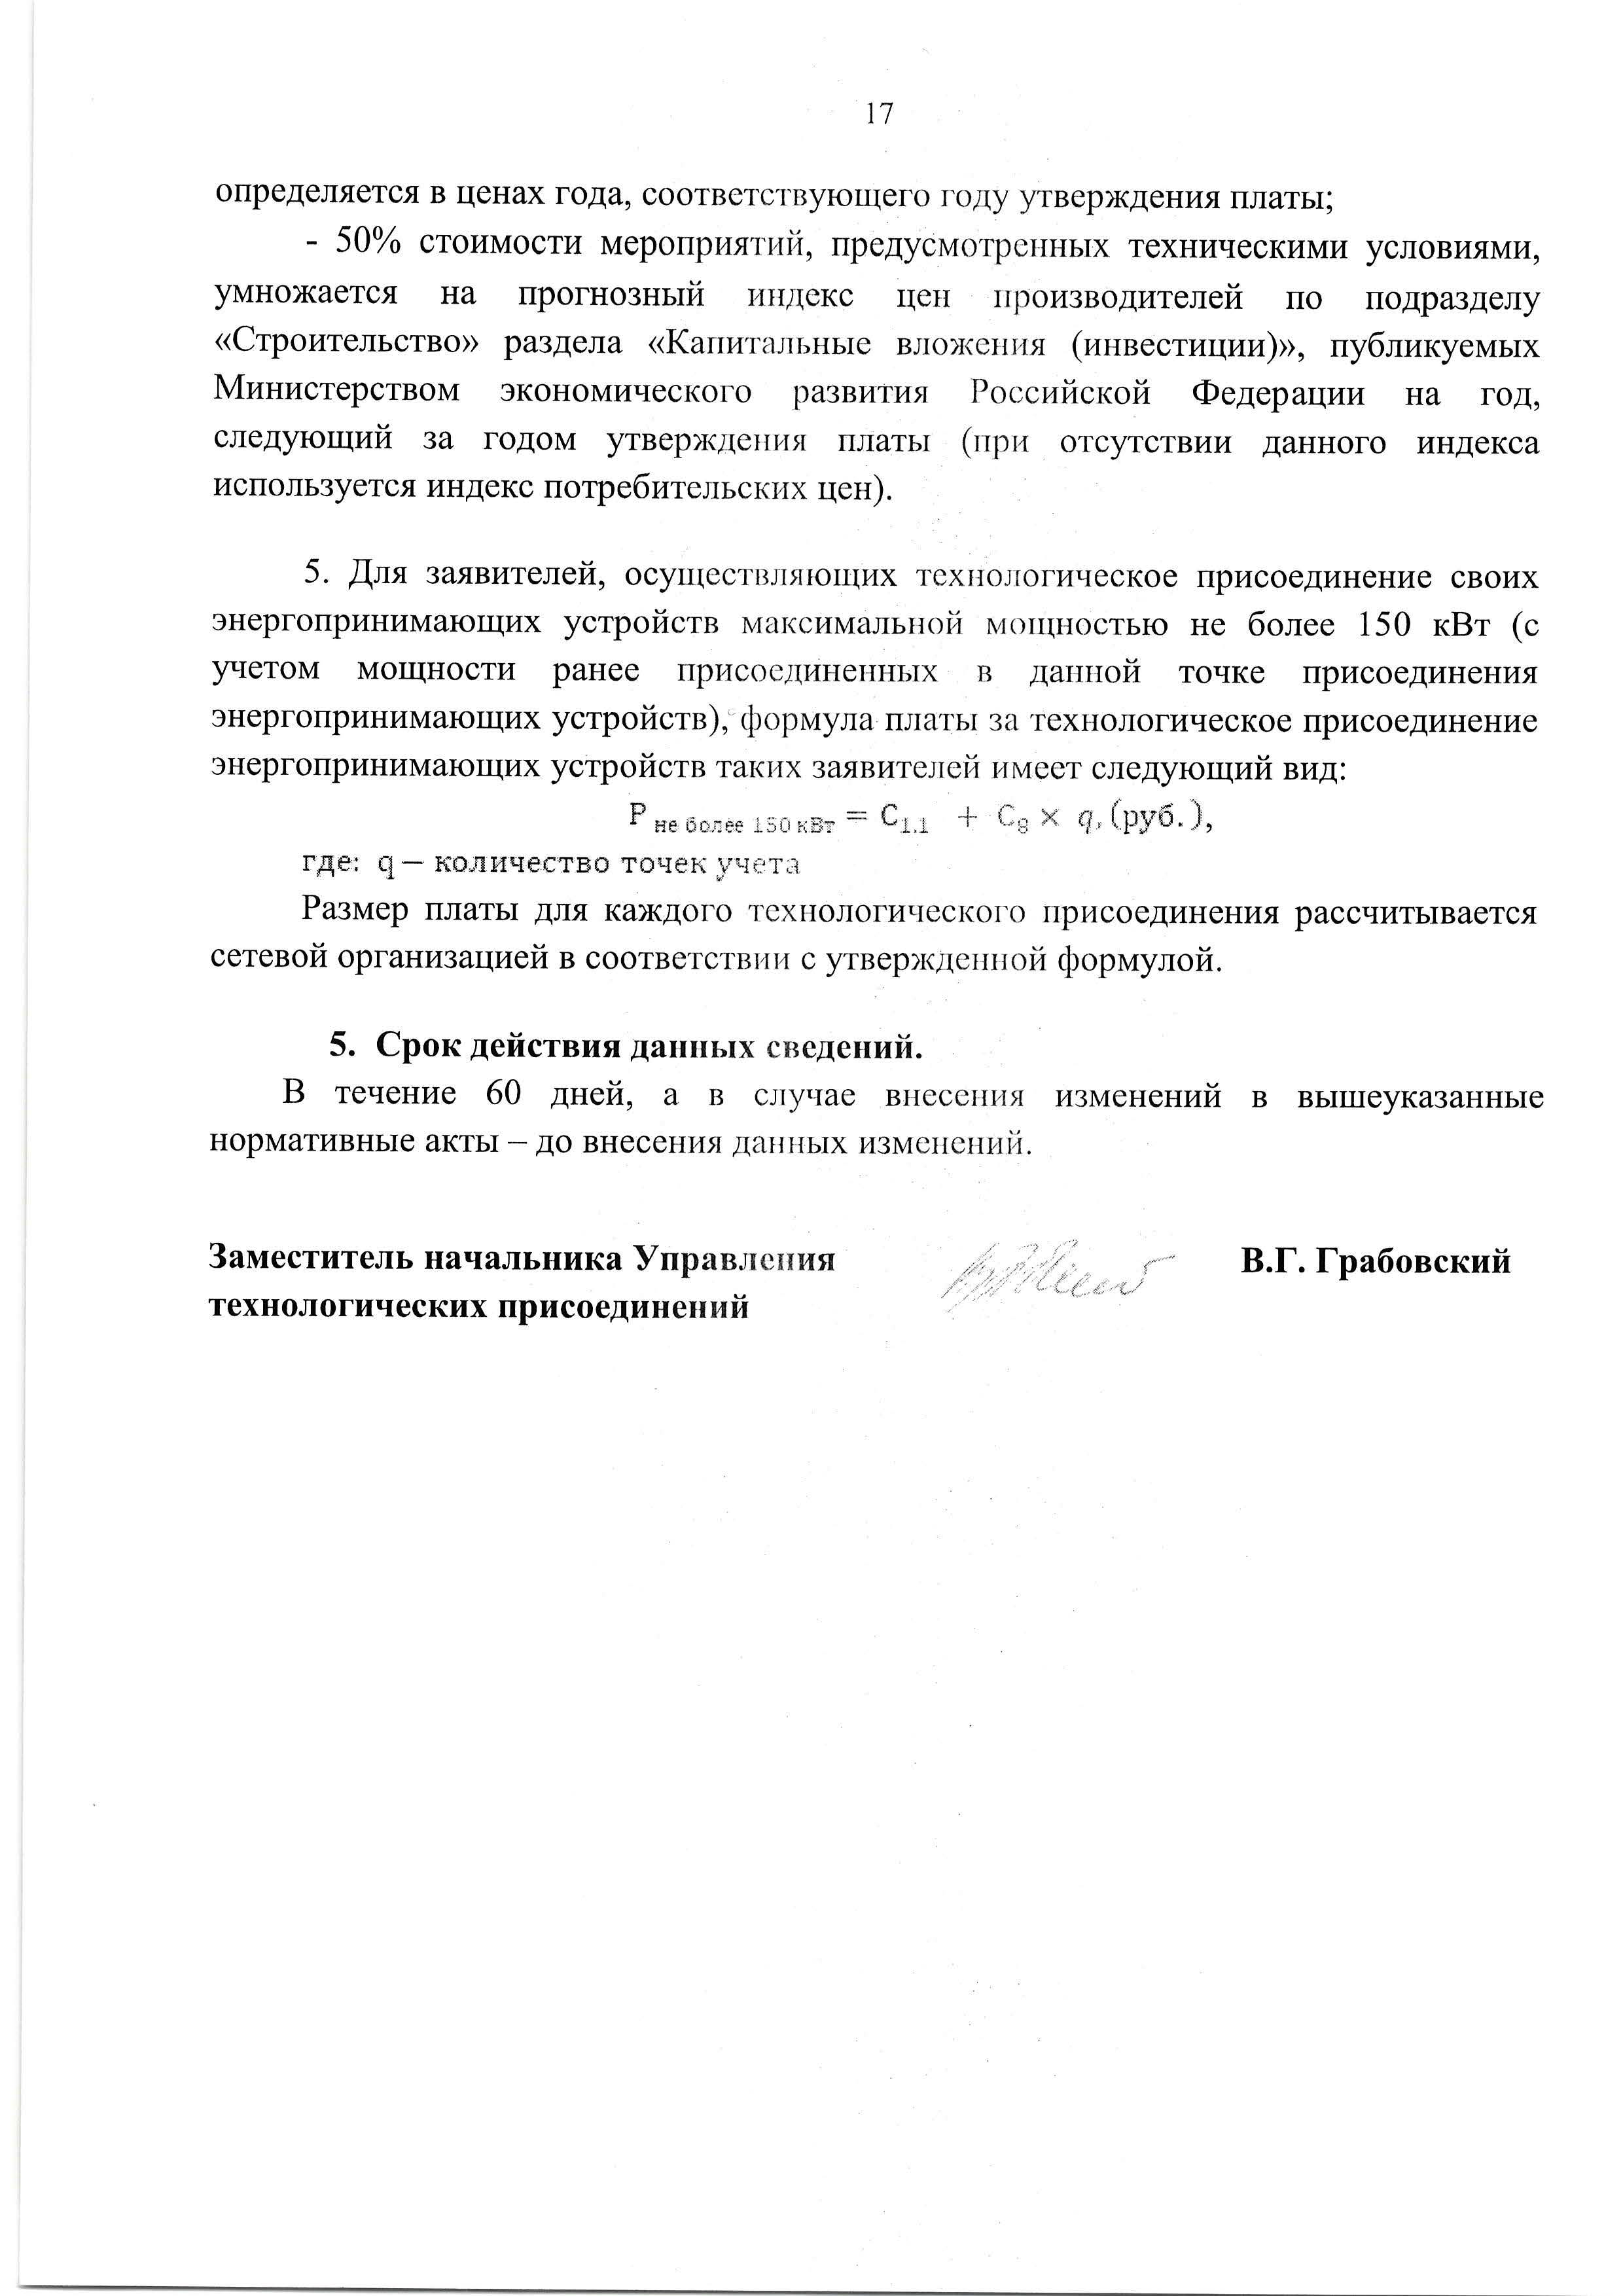 17
определяется в ценах года, соответствующего году утверждения платы;
- 50% стоимости мероприятий, предусмотренных техническими условиями,
умножается на прогнозный индекс цен производителей по подразделу
«Строительство» раздела «Капитальные вложения (инвестиции)», публикуемых
Министерством экономического развития Российской Федерации на год,
следующий за годом утверждения платы (при отсутствии данного индекса
используется индекс потребительских цен).
5. Для заявителей, осуществляющих технологическое присоединение своих
энергопринимающих устройств максимальной мощностью не более 150 кВт (с
учетом мощности ранее присоединенных в данной точке присоединения
энергопринимающих устройств), формула платы за технологическое присоединение
энергопринимающих устройств таких заявителей имеет следующий вид:
P не более 150 кВт = C1.1 + C8 × q, (руб.),
где: q — количество точек учета
Размер платы для каждого технологического присоединения рассчитывается
сетевой организацией в соответствии с утвержденной формулой.
5. Срок действия данных сведений.
В течение 60 дней, а в случае внесения изменений в вышеуказанные
нормативные акты – до внесения данных изменений.
Заместитель начальника Управления В.Г. Грабовский
технологических присоединений